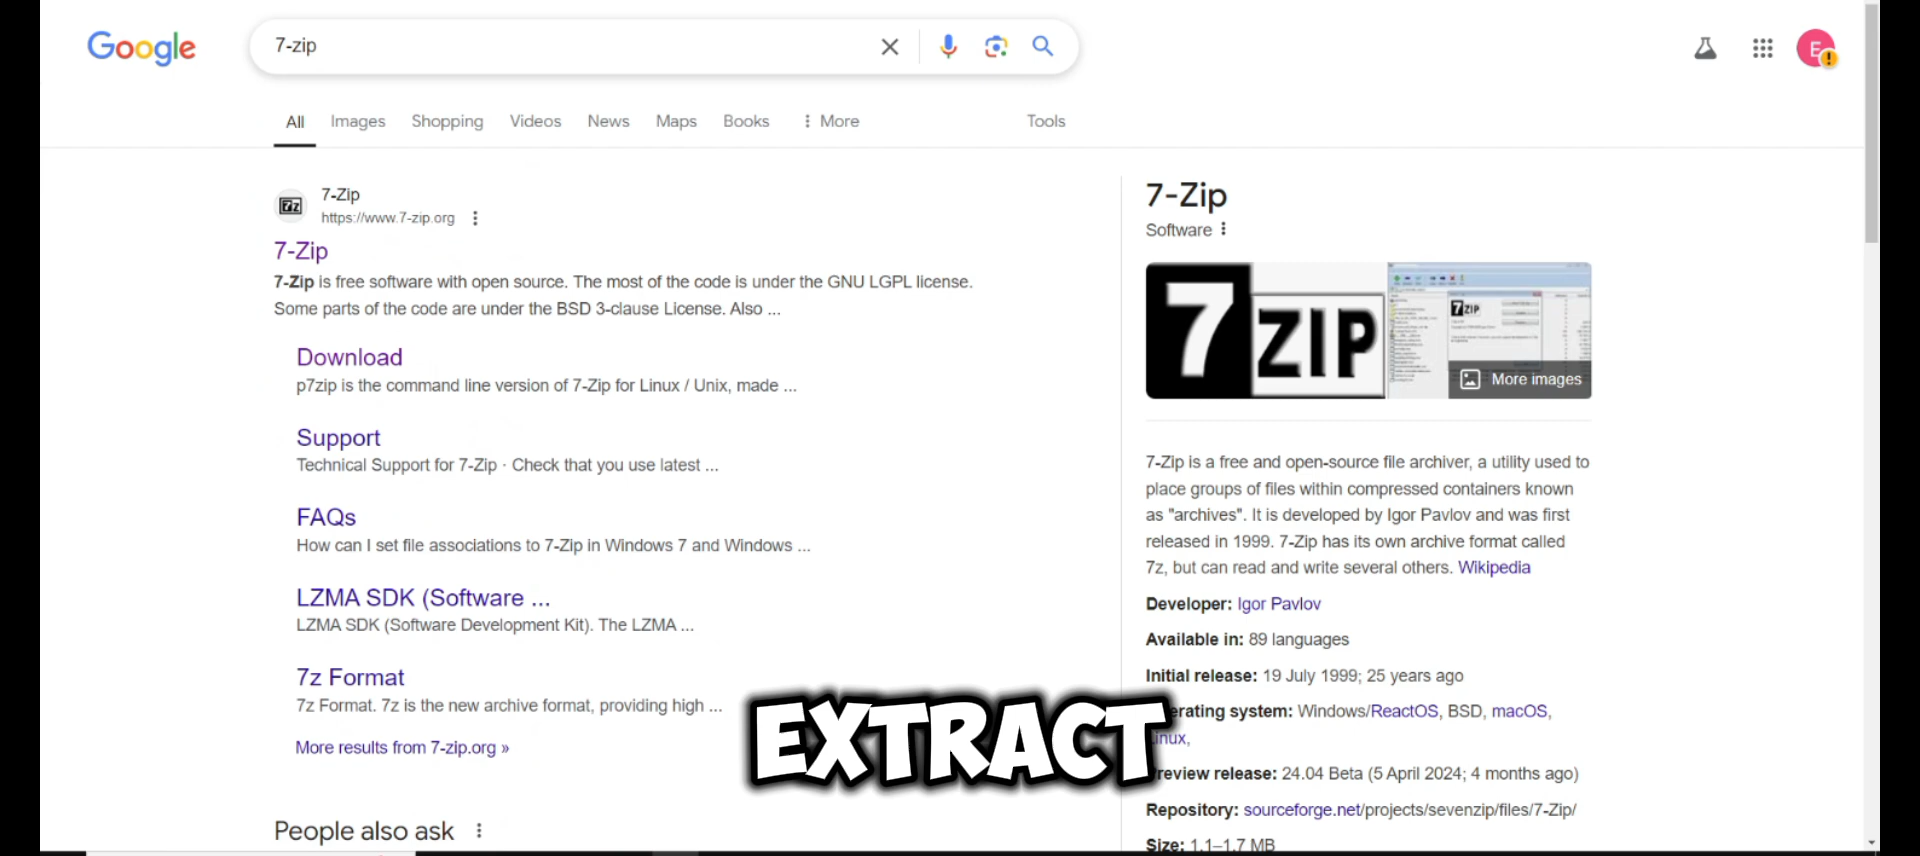 Google
7-zip
E
All Images Shopping Videos News Maps Books More Tools
7z
7-Zip
https://www.7-zip.org
7-Zip
7-Zip is free software with open source. The most of the code is under the GNU LGPL license.
Some parts of the code are under the BSD 3-clause License. Also ...
Download
p7zip is the command line version of 7-Zip for Linux / Unix, made ...
Support
Technical Support for 7-Zip · Check that you use latest ...
FAQs
How can I set file associations to 7-Zip in Windows 7 and Windows ...
LZMA SDK (Software ...
LZMA SDK (Software Development Kit). The LZMA ...
7z Format
7z Format. 7z is the new archive format, providing high ...
More results from 7-zip.org »
People also ask
EXTRACT
7-Zip
Software
7 ZIP
7 ZIP
More images
7-Zip is a free and open-source file archiver, a utility used to
place groups of files within compressed containers known
as "archives". It is developed by Igor Pavlov and was first
released in 1999. 7-Zip has its own archive format called
7z, but can read and write several others. Wikipedia
Developer: Igor Pavlov
Available in: 89 languages
Initial release: 19 July 1999; 25 years ago
erating system: Windows/ReactOS, BSD, macOS,
inux,
Preview release: 24.04 Beta (5 April 2024; 4 months ago)
Repository: sourceforge.net/projects/sevenzip/files/7-Zip/
Size: 1.1–1.7 MB